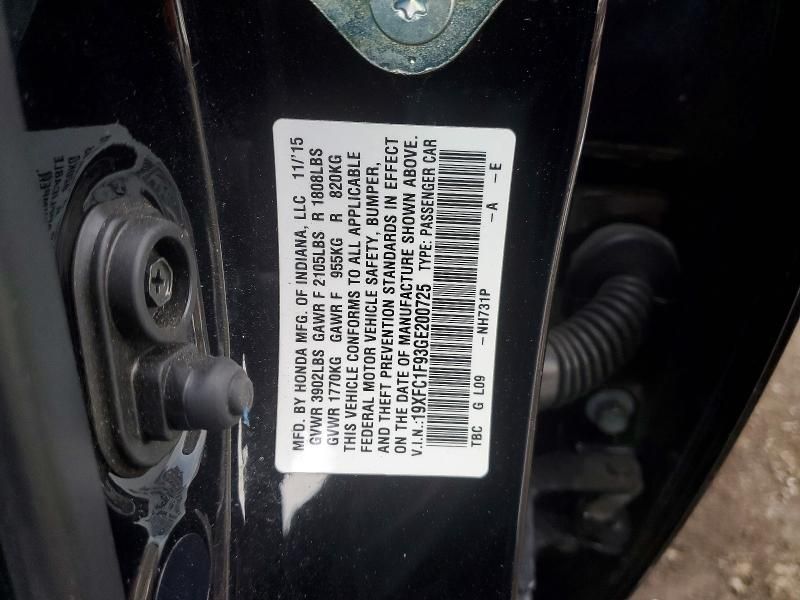 MFD. BY HONDA MFG. OF INDIANA, LLC 11/'15
GVWR 3902LBS GAWR F 2105LBS R 1808LBS
GVWR 1770KG GAWR F 955KG R 820KG
THIS VEHICLE CONFORMS TO ALL APPLICABLE
FEDERAL MOTOR VEHICLE SAFETY, BUMPER,
AND THEFT PREVENTION STANDARDS IN EFFECT
ON THE DATE OF MANUFACTURE SHOWN ABOVE.
V.I.N.:19XFC1F93GE200725 TYPE: PASSENGER CAR
TBC G L09 -NH731P -A -E